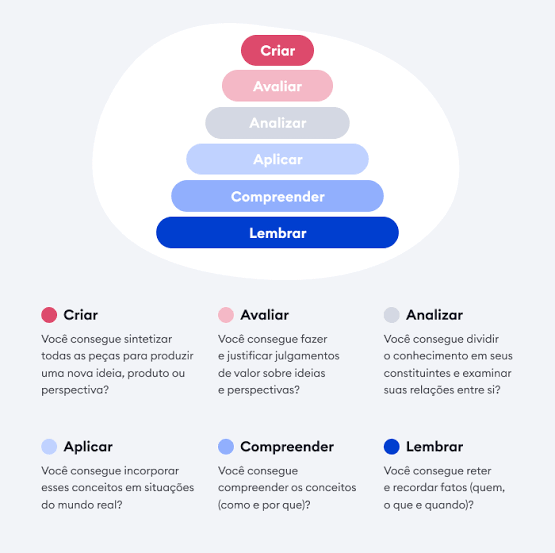 Criar
Avaliar
Analizar
Aplicar
Compreender
Lembrar
Criar
Você consegue sintetizar
todas as peças para produzir
uma nova ideia, produto ou
perspectiva?
Avaliar
Você consegue fazer
e justificar julgamentos
de valor sobre ideias
e perspectivas?
Analizar
Você consegue dividir
o conhecimento em seus
constituintes e examinar
suas relações entre si?
Aplicar
Você consegue incorporar
esses conceitos em situações
do mundo real?
Compreender
Você consegue
compreender os conceitos
(como e por que)?
Lembrar
Você consegue reter
e recordar fatos (quem,
o que e quando)?